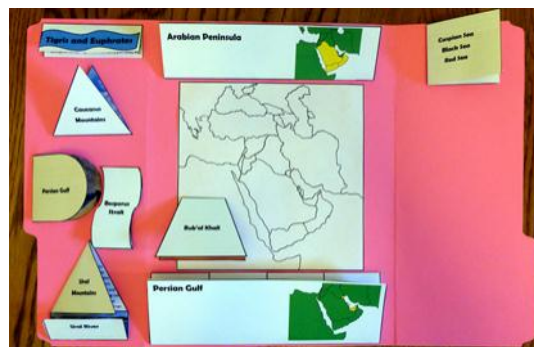 Tigris and Euphrates
Arabian Peninsula
Caspian Sea
Black Sea
Red Sea
Caucasus
Mountains
Persian Gulf
Bosporus
Strait
Rub'al Khali
Ural
Mountains
Ural River
Persian Gulf